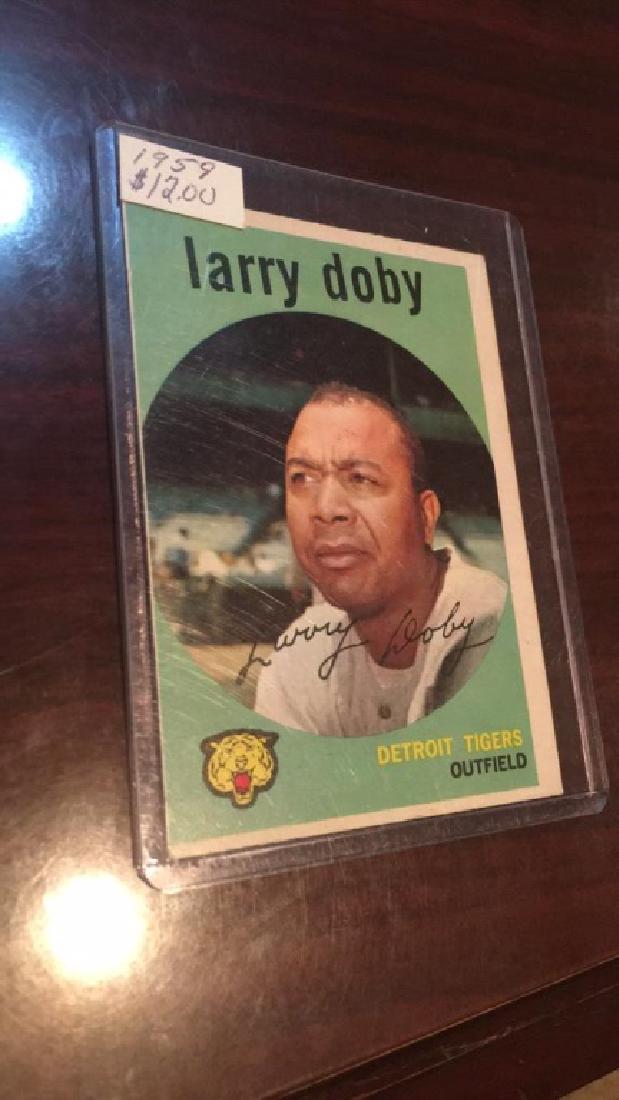 1959
$12.00
larry doby
Larry Doby
DETROIT TIGERS
OUTFIELD